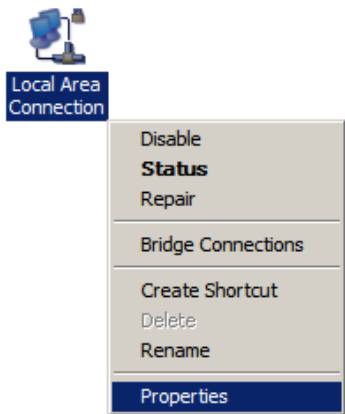 Local Area
Connection
Disable
Status
Repair
Bridge Connections
Create Shortcut
Delete
Rename
Properties